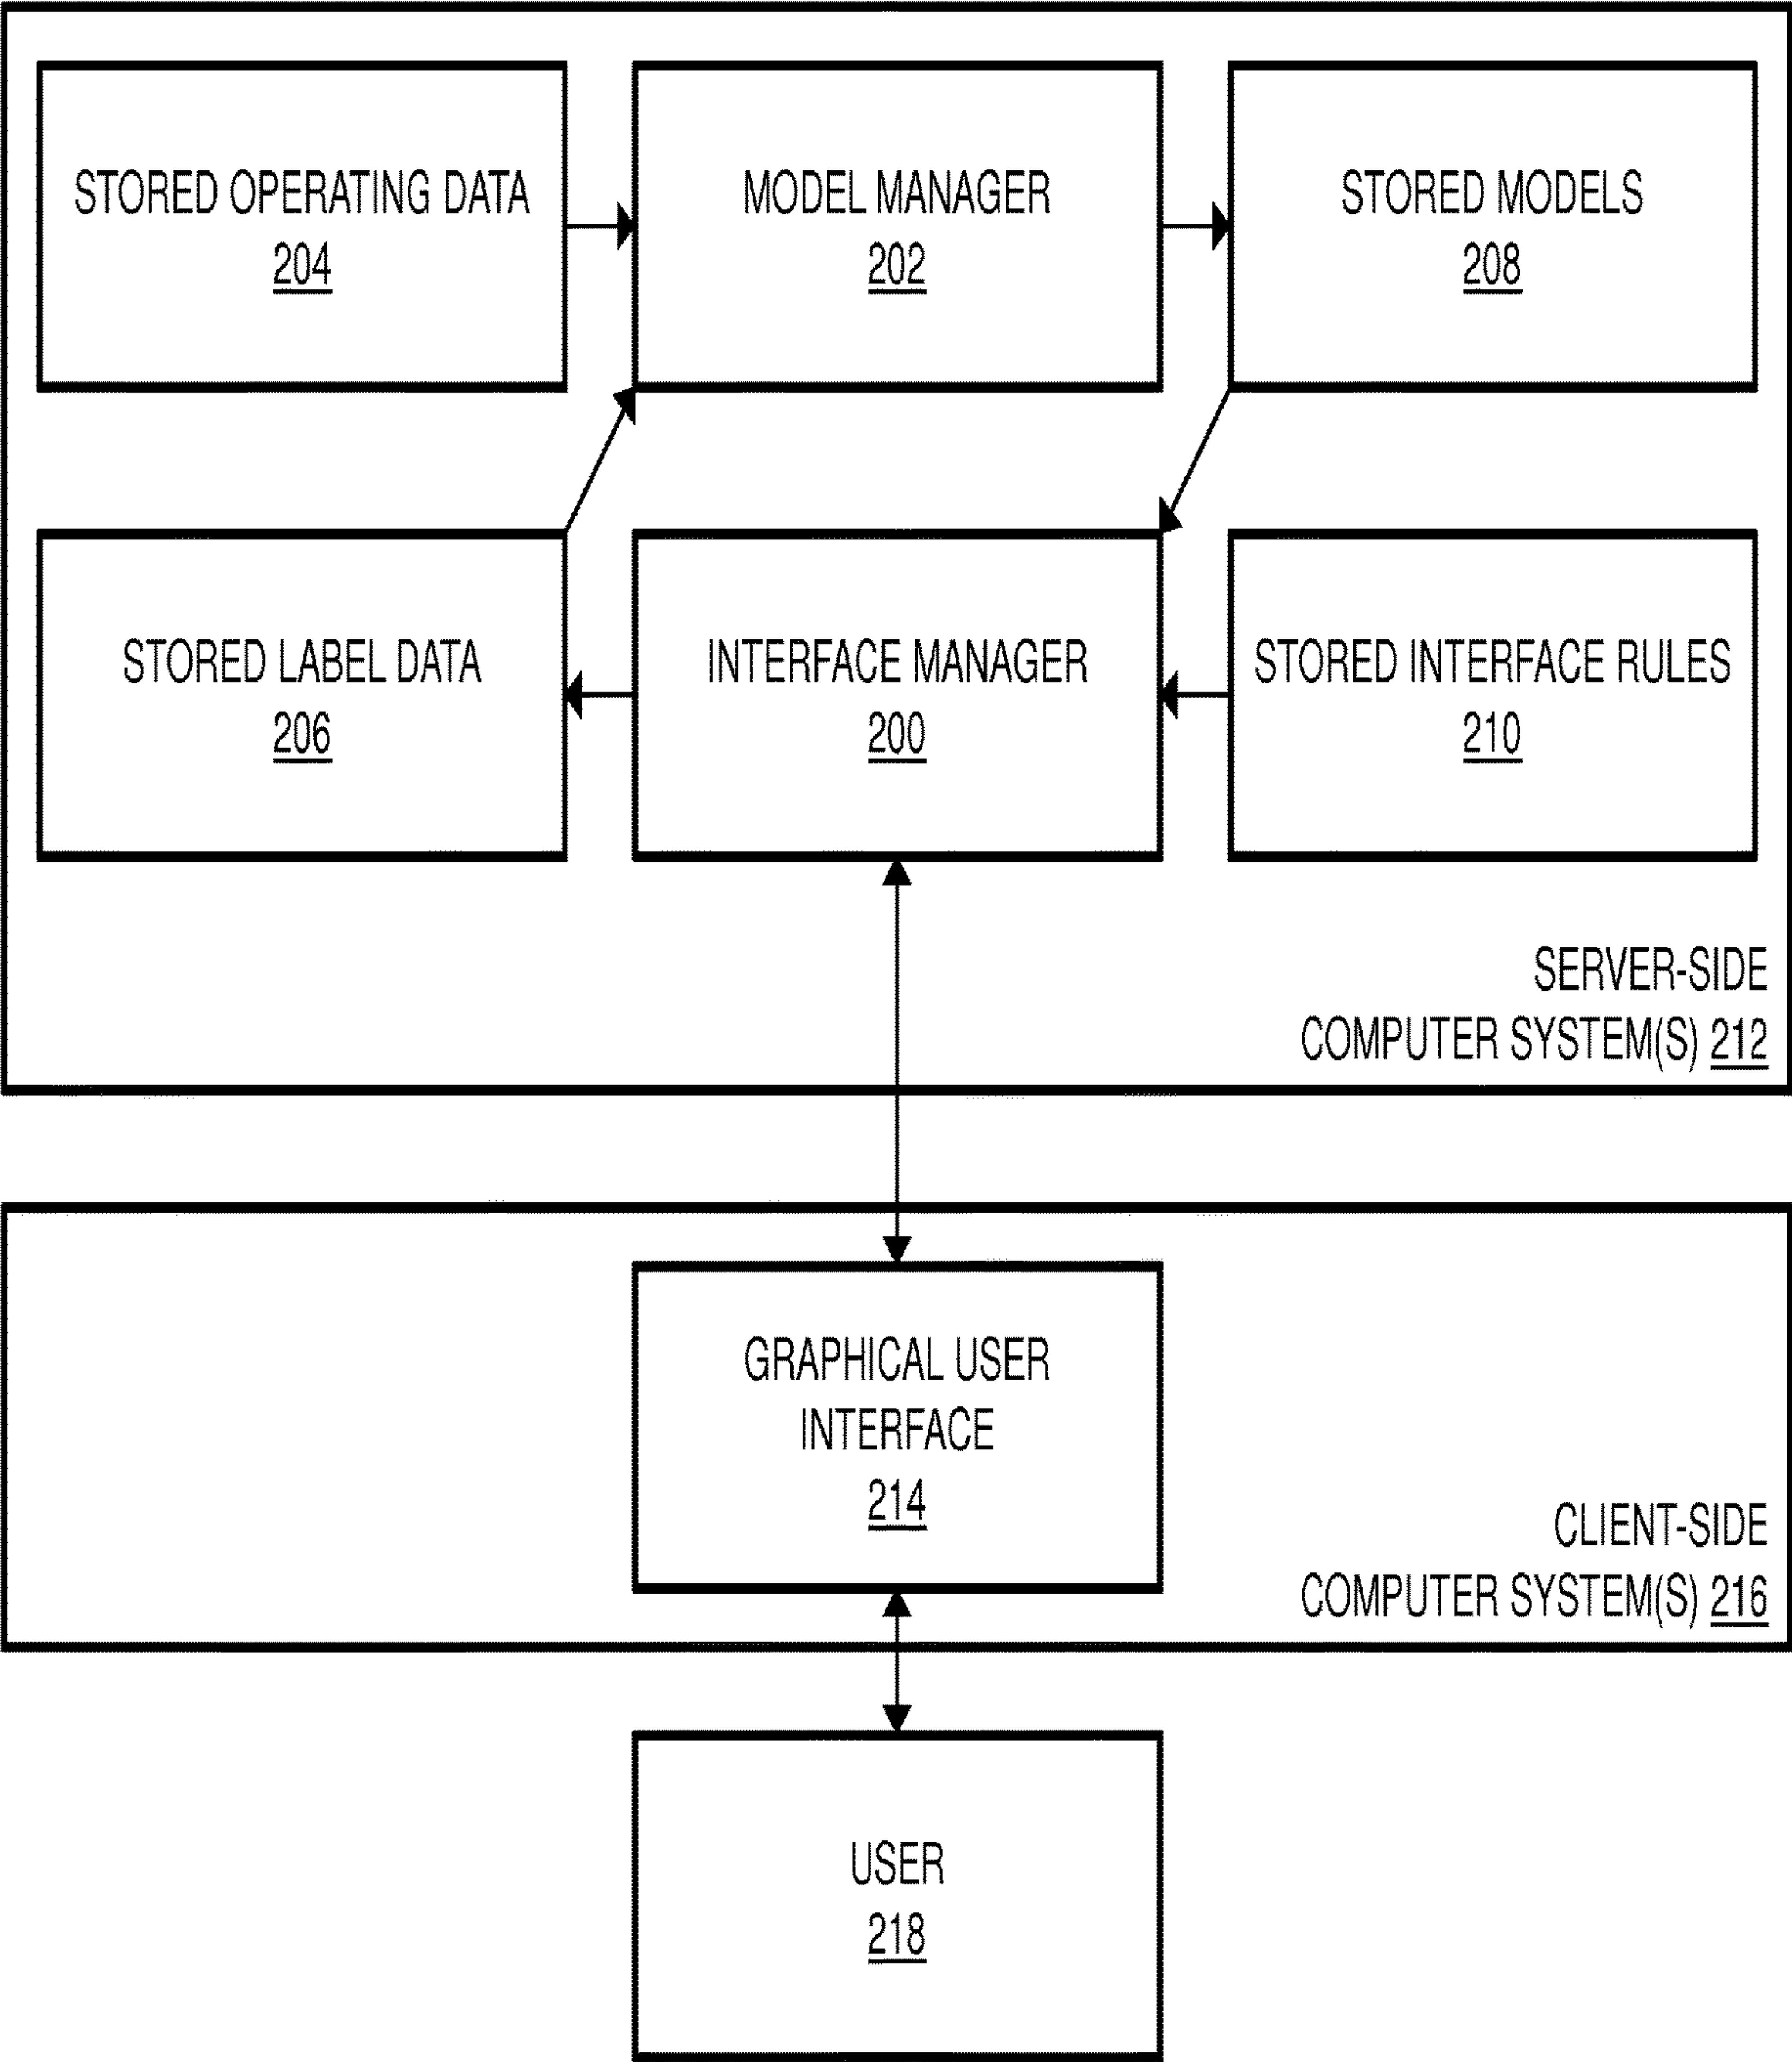 STORED OPERATING DATA
204
MODEL MANAGER
202
STORED MODELS
208
STORED LABEL DATA
206
INTERFACE MANAGER
200
STORED INTERFACE RULES
210
SERVER-SIDE
COMPUTER SYSTEM(S) 212
GRAPHICAL USER
INTERFACE
214
CLIENT-SIDE
COMPUTER SYSTEM(S) 216
USER
218